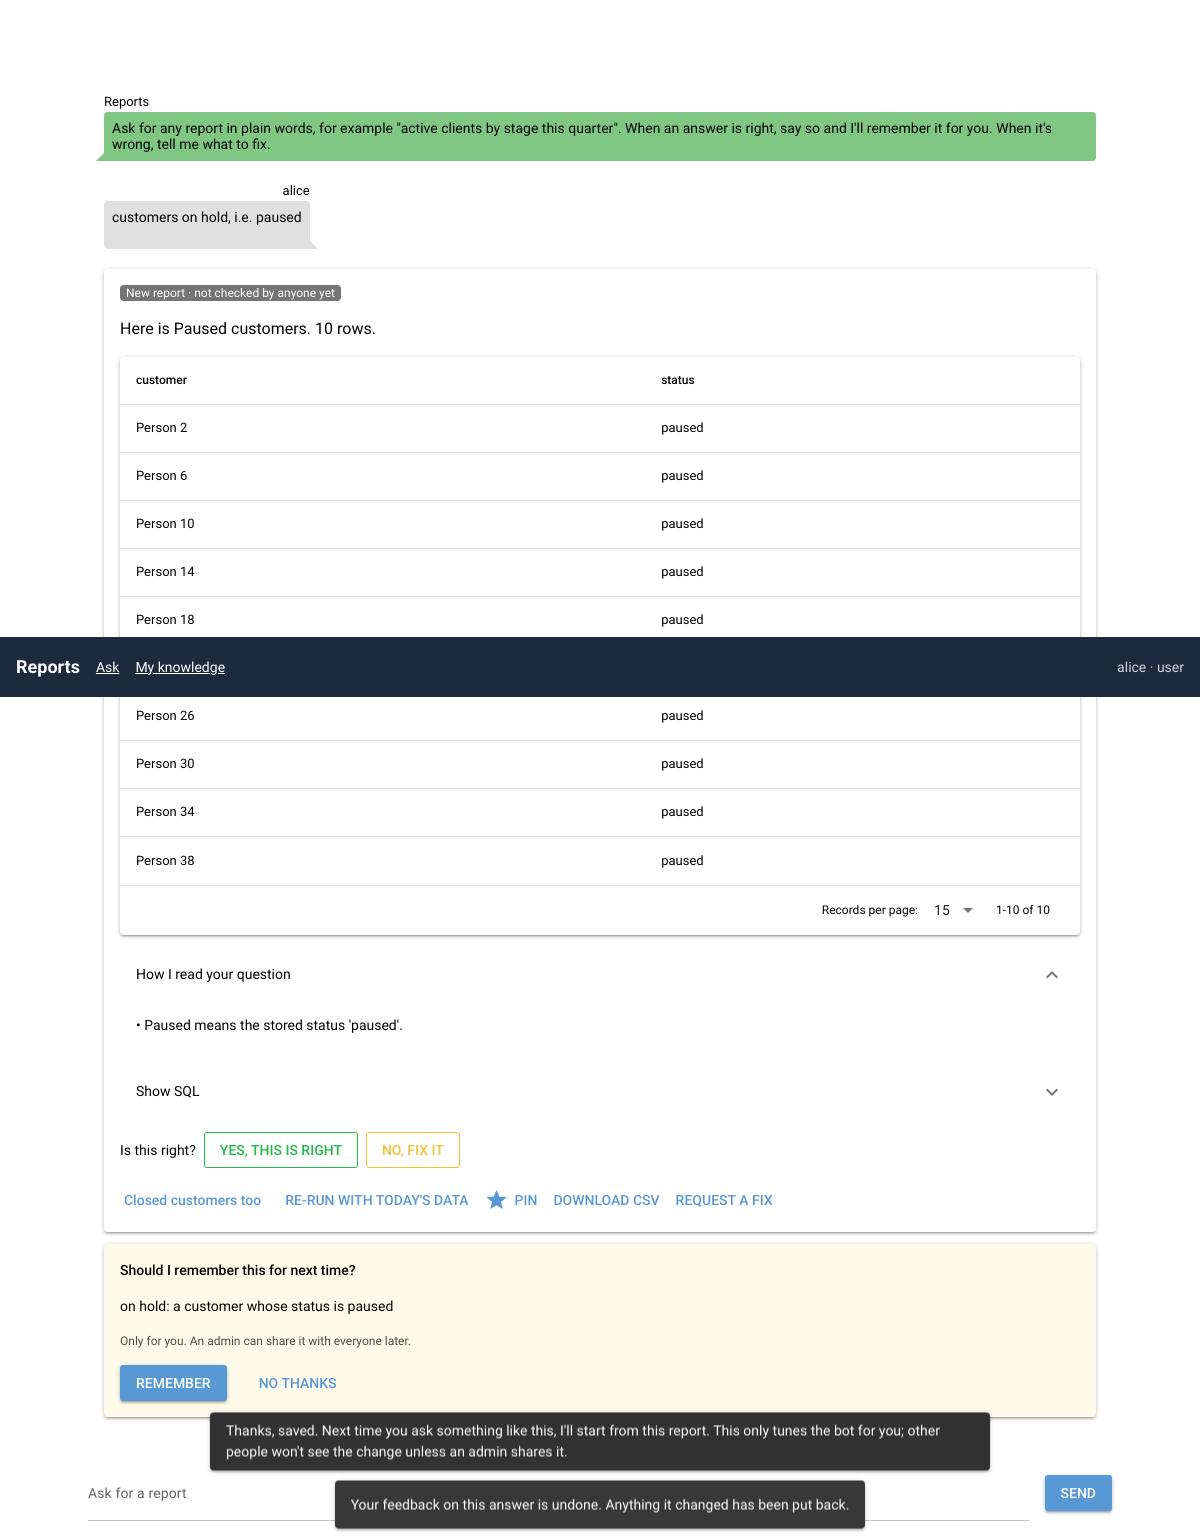 Reports
Ask for any report in plain words, for example "active clients by stage this quarter". When an answer is right, say so and I'll remember it for you. When it's
wrong, tell me what to fix.
alice
customers on hold, i.e. paused
New report · not checked by anyone yet
Here is Paused customers. 10 rows.
customer status
Person 2 paused
Person 6 paused
Person 10 paused
Person 14 paused
Person 18 paused
Reports Ask My knowledge alice · user
Person 26 paused
Person 30 paused
Person 34 paused
Person 38 paused
Records per page: 15 1-10 of 10
How I read your question
• Paused means the stored status 'paused'.
Show SQL
Is this right? YES, THIS IS RIGHT NO, FIX IT
Closed customers too RE-RUN WITH TODAY'S DATA PIN DOWNLOAD CSV REQUEST A FIX
Should I remember this for next time?
on hold: a customer whose status is paused
Only for you. An admin can share it with everyone later.
REMEMBER NO THANKS
Thanks, saved. Next time you ask something like this, I'll start from this report. This only tunes the bot for you; other
people won't see the change unless an admin shares it.
Ask for a report SEND
Your feedback on this answer is undone. Anything it changed has been put back.